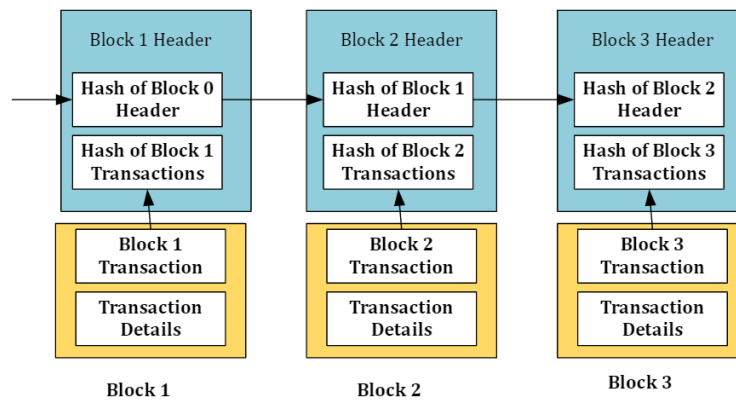 Block 1 Header
Hash of Block 0
Header
Hash of Block 1
Transactions
Block 1
Transaction
Transaction
Details
Block 1
Block 2 Header
Hash of Block 1
Header
Hash of Block 2
Transactions
Block 2
Transaction
Transaction
Details
Block 2
Block 3 Header
Hash of Block 2
Header
Hash of Block 3
Transactions
Block 3
Transaction
Transaction
Details
Block 3